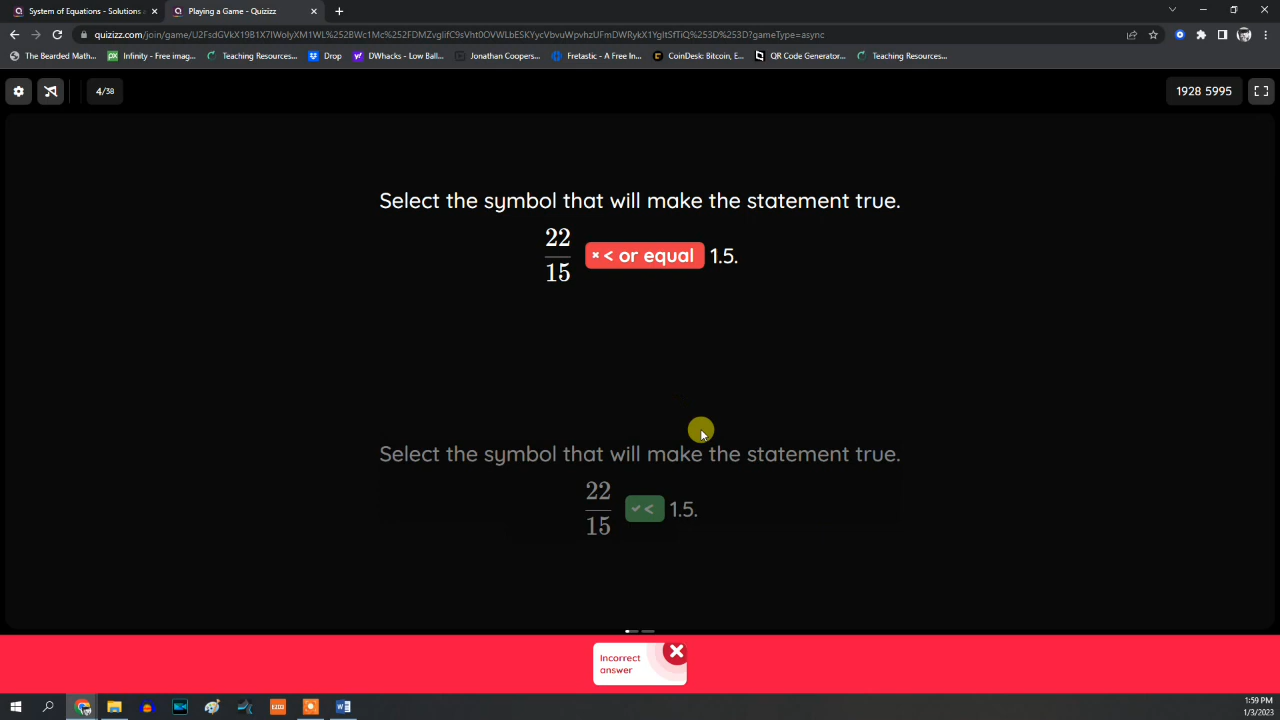 System of Equations - Solutions
Playing a Game - Quizizz
quizizz.com/join/game/U2FsdGVkX19B1X7lWolyXM1WL%252BWc1Mc%252FDMZvglifC9sVht0OVWLbESKYycVbvuWpvhzUFmDWRykX1YgltSfTiQ%253D%253D?gameType=async
The Bearded Math... Infinity - Free imag... Teaching Resources... Drop DWhacks - Low Ball... Jonathan Coopers... Fretastic - A Free In... CoinDesk: Bitcoin, E... QR Code Generator... Teaching Resources...
4/38
1928 5995
Select the symbol that will make the statement true.
22
15
× < or equal 1.5.
Select the symbol that will make the statement true.
22
15
✓ < 1.5.
Incorrect
answer
1:59 PM
1/3/2023